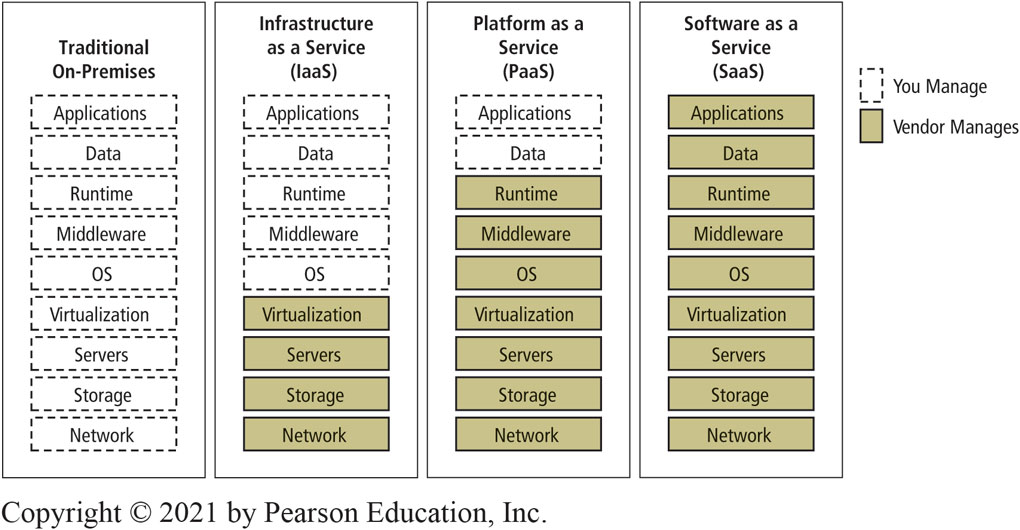 Traditional
On-Premises
Applications
Data
Runtime
Middleware
OS
Virtualization
Servers
Storage
Network
Infrastructure
as a Service
(IaaS)
Applications
Data
Runtime
Middleware
OS
Virtualization
Servers
Storage
Network
Platform as a
Service
(PaaS)
Applications
Data
Runtime
Middleware
OS
Virtualization
Servers
Storage
Network
Software as a
Service
(SaaS)
Applications
Data
Runtime
Middleware
OS
Virtualization
Servers
Storage
Network
You Manage
Vendor Manages
Copyright © 2021 by Pearson Education, Inc.